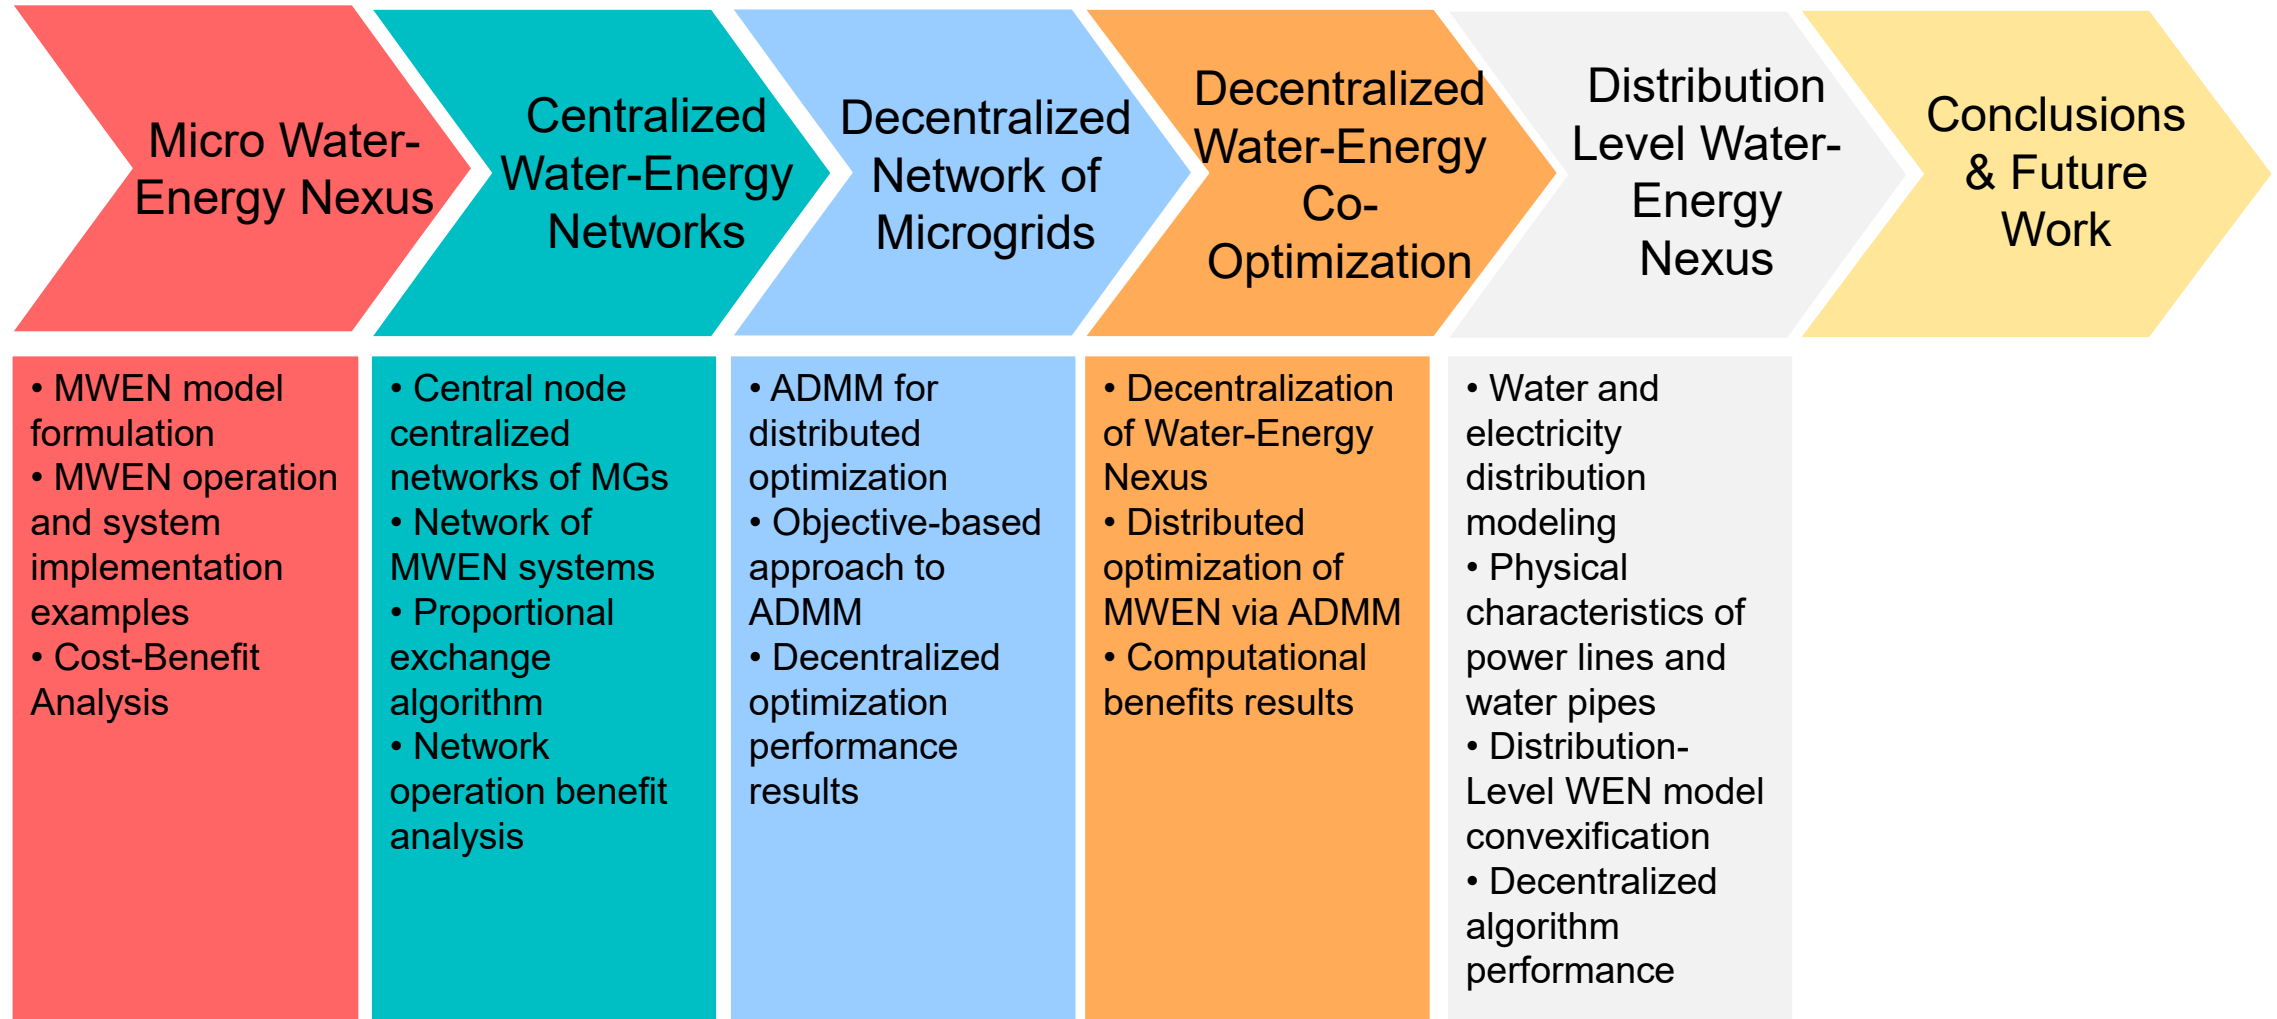 Micro Water-
Energy Nexus
Centralized
Water-Energy
Networks
Decentralized
Network of
Microgrids
Decentralized
Water-Energy
Co-
Optimization
Distribution
Level Water-
Energy
Nexus
Conclusions
& Future
Work
• MWEN model
formulation
• MWEN operation
and system
implementation
examples
• Cost-Benefit
Analysis
• Central node
centralized
networks of MGs
• Network of
MWEN systems
• Proportional
exchange
algorithm
• Network
operation benefit
analysis
• ADMM for
distributed
optimization
• Objective-based
approach to
ADMM
• Decentralized
optimization
performance
results
• Decentralization
of Water-Energy
Nexus
• Distributed
optimization of
MWEN via ADMM
• Computational
benefits results
• Water and
electricity
distribution
modeling
• Physical
characteristics of
power lines and
water pipes
• Distribution-
Level WEN model
convexification
• Decentralized
algorithm
performance